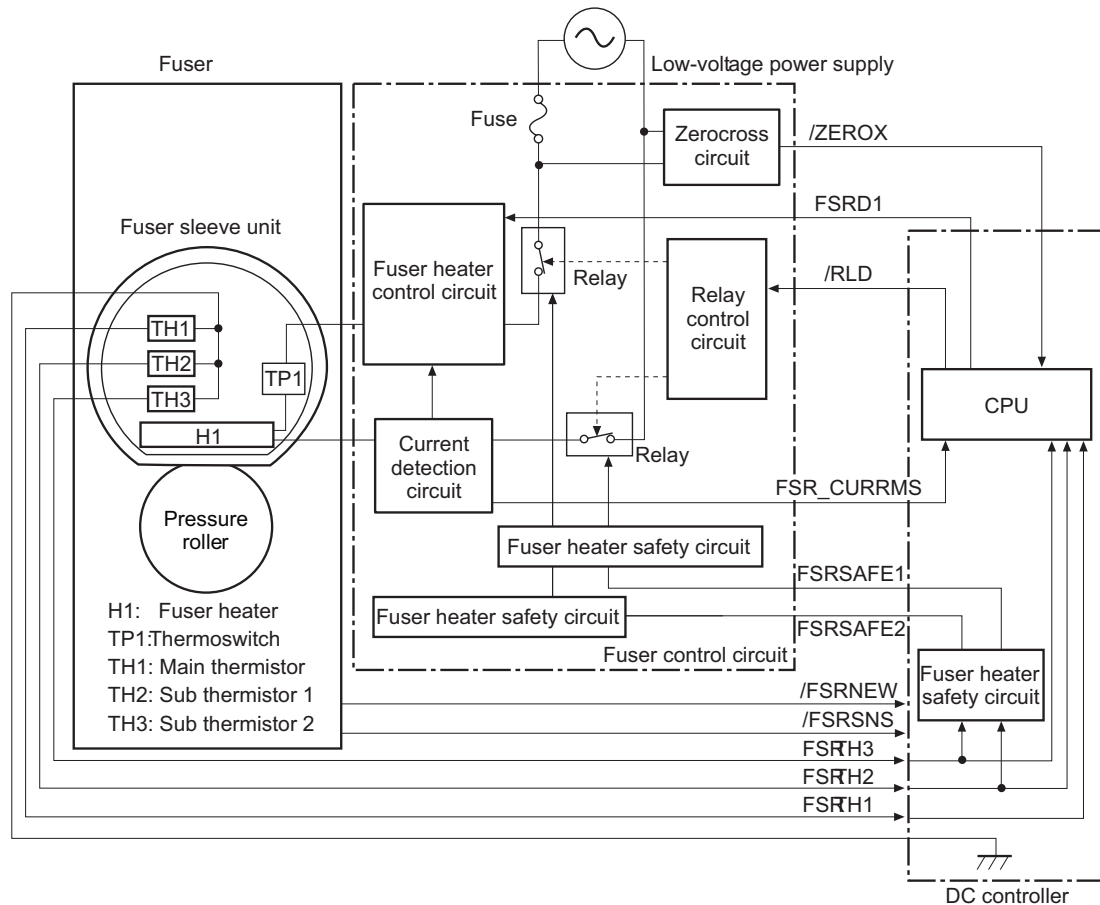 Fuser
Low-voltage power supply
Fuse
Zerocross
circuit
/ZEROX
FSRD1
Fuser sleeve unit
Fuser heater
control circuit
Relay
Relay
control
circuit
/RLD
TH1
TH2
TH3
TP1
H1
CPU
Current
detection
circuit
Relay
FSR_CURRMS
Pressure
roller
Fuser heater safety circuit
FSRSAFE1
Fuser heater safety circuit
FSRSAFE2
Fuser control circuit
Fuser heater
safety circuit
H1: Fuser heater
TP1:Thermoswitch
TH1: Main thermistor
TH2: Sub thermistor 1
TH3: Sub thermistor 2
/FSRNEW
/FSRSNS
FSRTH3
FSRTH2
FSRTH1
DC controller